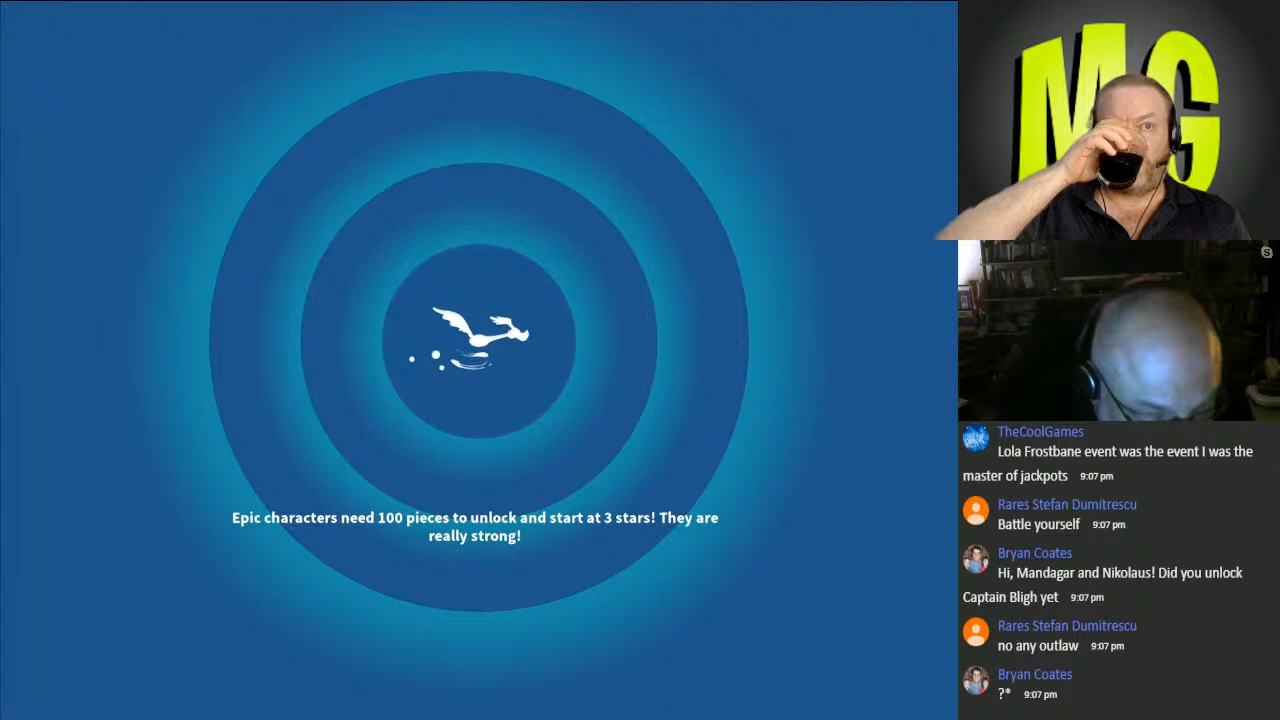 MG
Epic characters need 100 pieces to unlock and start at 3 stars! They are
really strong!
TheCoolGames
Lola Frostbane event was the event I was the
master of jackpots 9:07 pm
Rares Stefan Dumitrescu
Battle yourself 9:07 pm
Bryan Coates
Hi, Mandagar and Nikolaus! Did you unlock
Captain Bligh yet 9:07 pm
Rares Stefan Dumitrescu
no any outlaw 9:07 pm
Bryan Coates
?* 9:07 pm